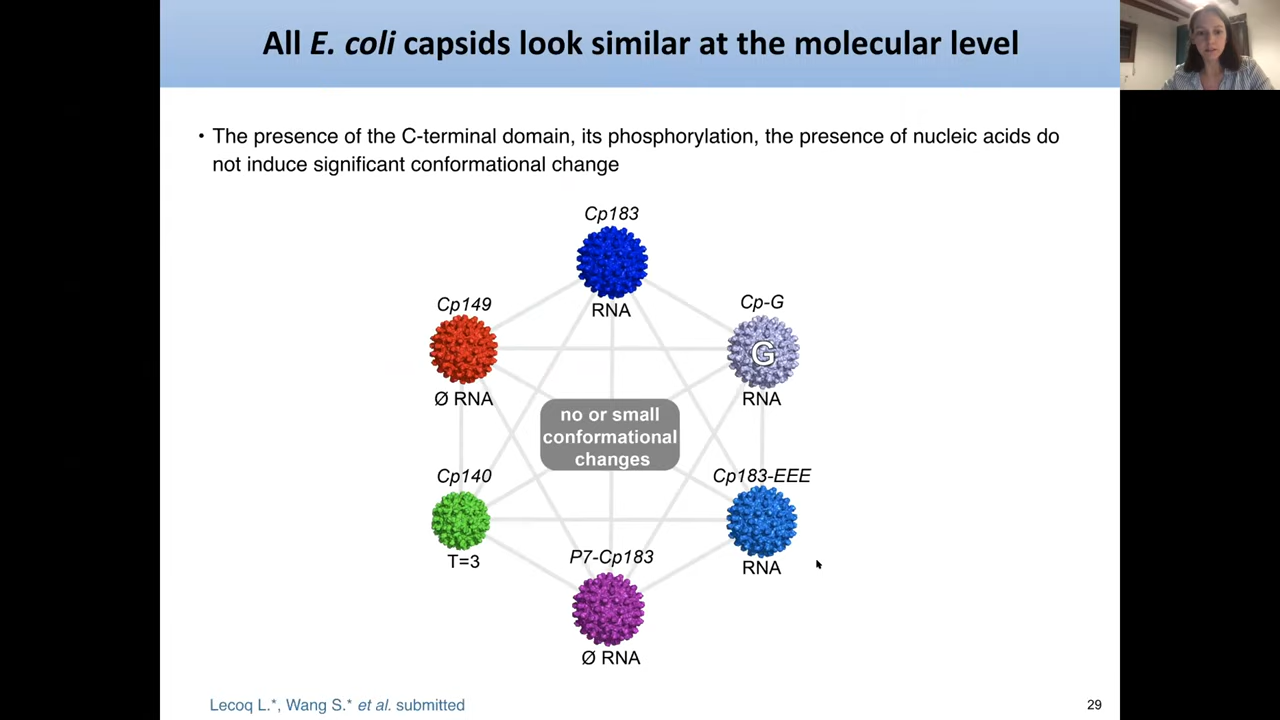 All E. coli capsids look similar at the molecular level
• The presence of the C-terminal domain, its phosphorylation, the presence of nucleic acids do
not induce significant conformational change
Cp183
RNA
Cp149
Ø RNA
Cp-G
G
RNA
no or small
conformational
changes
Cp140
T=3
Cp183-EEE
RNA
P7-Cp183
Ø RNA
Lecoq L.*, Wang S.* et al. submitted
29